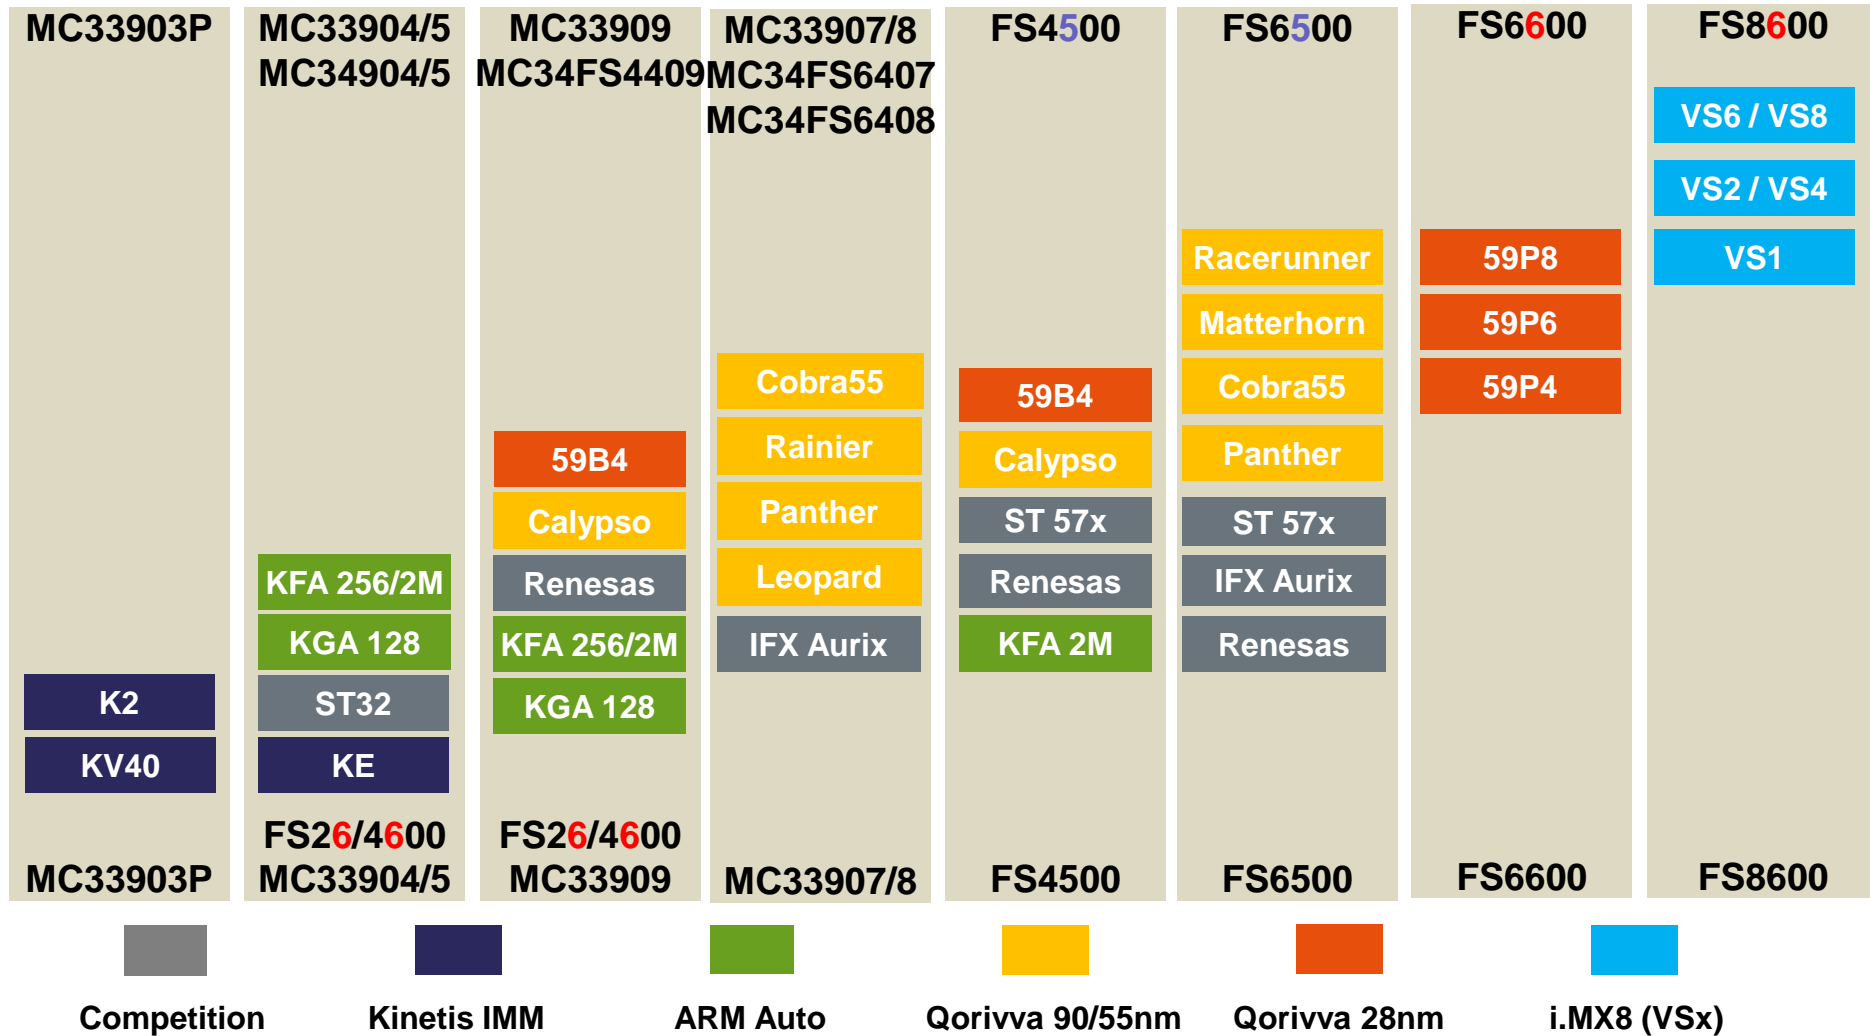 MC33903P
K2
KV40
MC33903P
MC33904/5
MC34904/5
KFA 256/2M
KGA 128
ST32
KE
FS26/4600
MC33904/5
MC33909
MC34FS4409
59B4
Calypso
Renesas
KFA 256/2M
KGA 128
FS26/4600
MC33909
MC33907/8
MC34FS6407
MC34FS6408
Cobra55
Rainier
Panther
Leopard
IFX Aurix
MC33907/8
FS4500
59B4
Calypso
ST 57x
Renesas
KFA 2M
FS4500
FS6500
Racerunner
Matterhorn
Cobra55
Panther
ST 57x
IFX Aurix
Renesas
FS6500
FS6600
59P8
59P6
59P4
FS6600
FS8600
VS6 / VS8
VS2 / VS4
VS1
FS8600
Competition
Kinetis IMM
ARM Auto
Qorivva 90/55nm
Qorivva 28nm
i.MX8 (VSx)